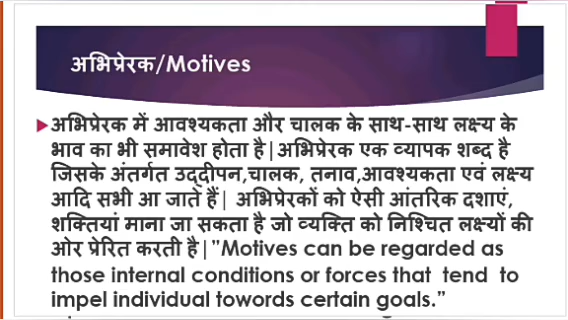 अभिप्रेरक/Motives
▶अभिप्रेरक में आवश्यकता और चालक के साथ-साथ लक्ष्य के
भाव का भी समावेश होता है|अभिप्रेरक एक व्यापक शब्द है
जिसके अंतर्गत उद्दीपन,चालक, तनाव,आवश्यकता एवं लक्ष्य
आदि सभी आ जाते हैं| अभिप्रेरकों को ऐसी आंतरिक दशाएं,
शक्तियां माना जा सकता है जो व्यक्ति को निश्चित लक्ष्यों की
ओर प्रेरित करती है|"Motives can be regarded as
those internal conditions or forces that tend to
impel individual towords certain goals."